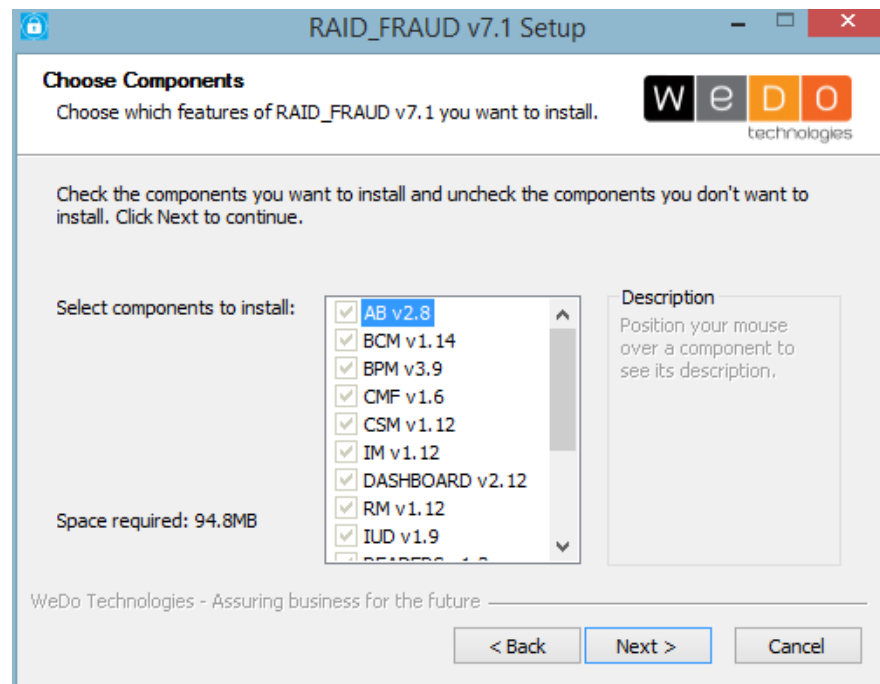 RAID_FRAUD v7.1 Setup
Choose Components
Choose which features of RAID_FRAUD v7.1 you want to install.
WeDO
technologies
Check the components you want to install and uncheck the components you don't want to
install. Click Next to continue.
Select components to install:
AB v2.8
BCM v1.14
BPM v3.9
CMF v1.6
CSM v1.12
IM v1.12
DASHBOARD v2.12
RM v1.12
IUD v1.9
Description
Position your mouse
over a component to
see its description.
Space required: 94.8MB
WeDo Technologies - Assuring business for the future
< Back
Next >
Cancel